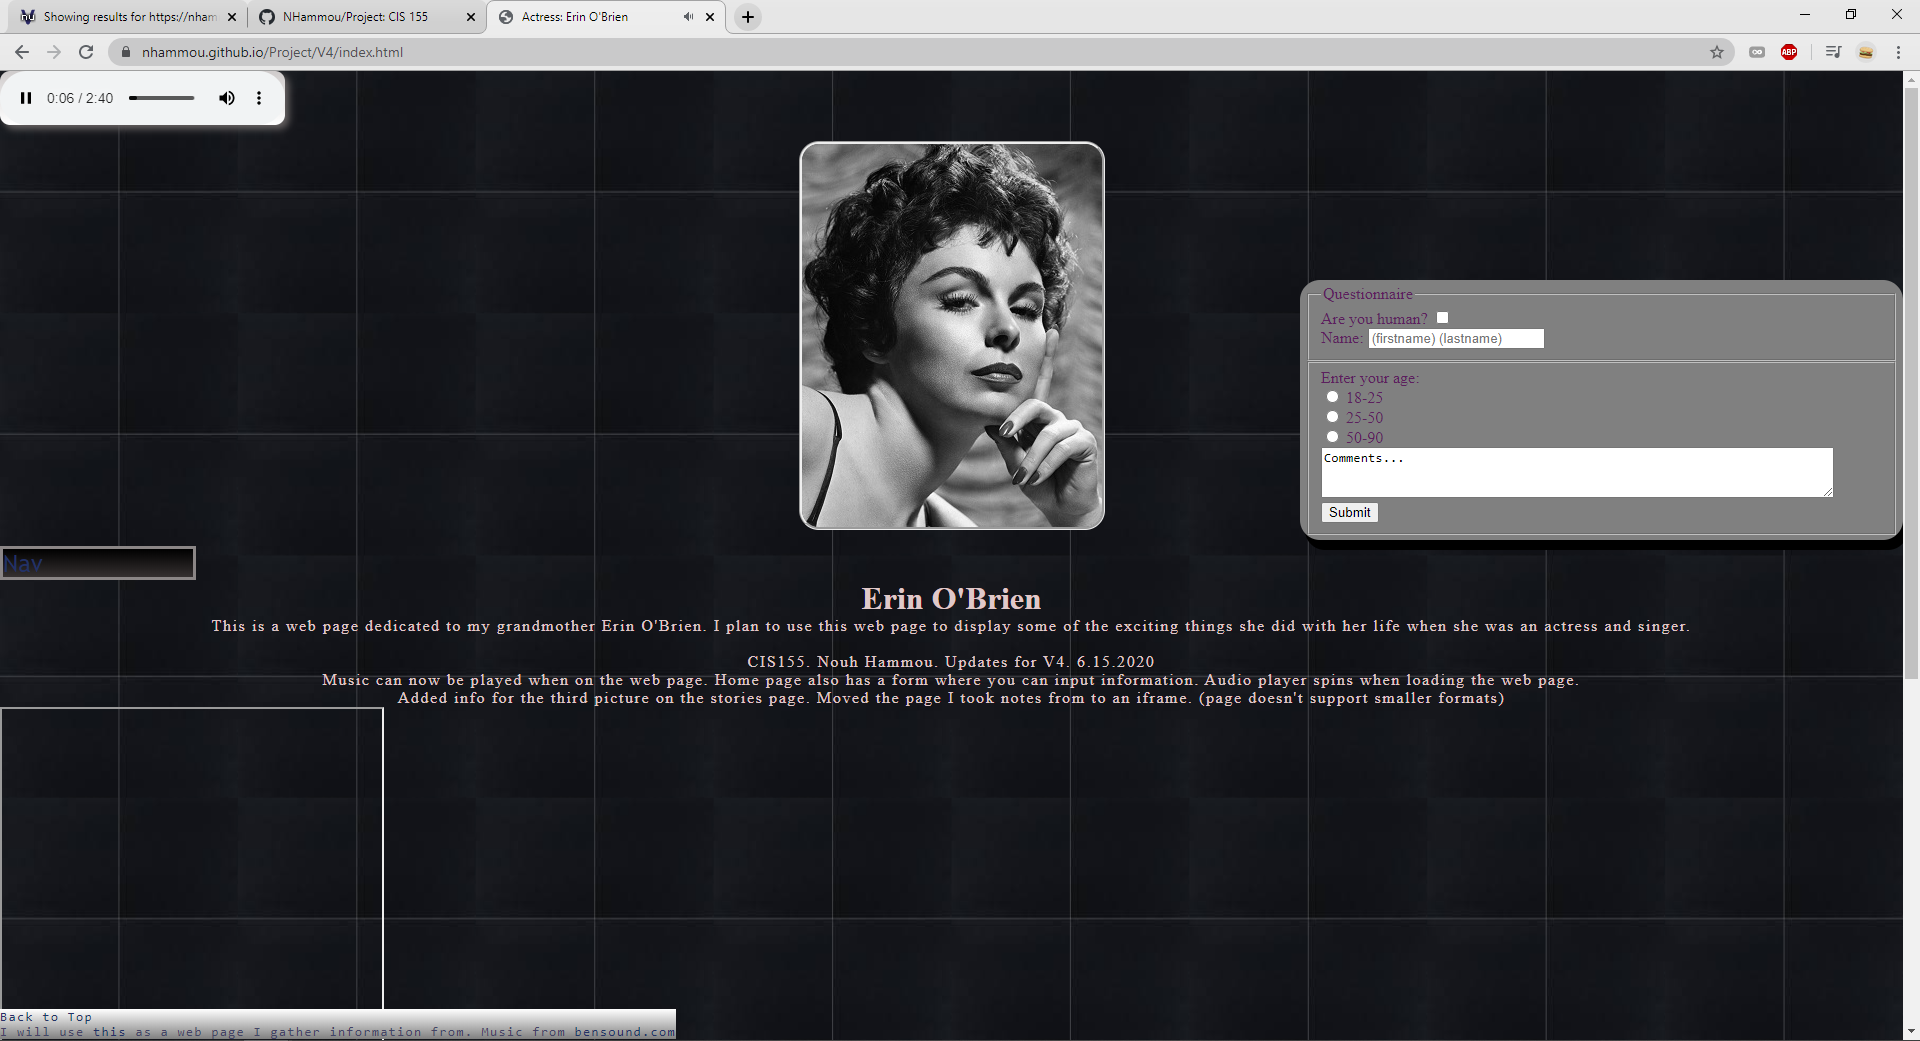 Showing results for https://nham
NHammou/Project: CIS 155
Actress: Erin O'Brien
nhammou.github.io/Project/V4/index.html
ABP
0:06 / 2:40
Questionnaire
Are you human?
Name: (firstname) (lastname)
Enter your age:
18-25
25-50
50-90
Comments...
Submit
Nav
Erin O'Brien
This is a web page dedicated to my grandmother Erin O'Brien. I plan to use this web page to display some of the exciting things she did with her life when she was an actress and singer.
CIS155. Nouh Hammou. Updates for V4. 6.15.2020
Music can now be played when on the web page. Home page also has a form where you can input information. Audio player spins when loading the web page.
Added info for the third picture on the stories page. Moved the page I took notes from to an iframe. (page doesn't support smaller formats)
Back to Top
I will use this as a web page I gather information from. Music from bensound.com